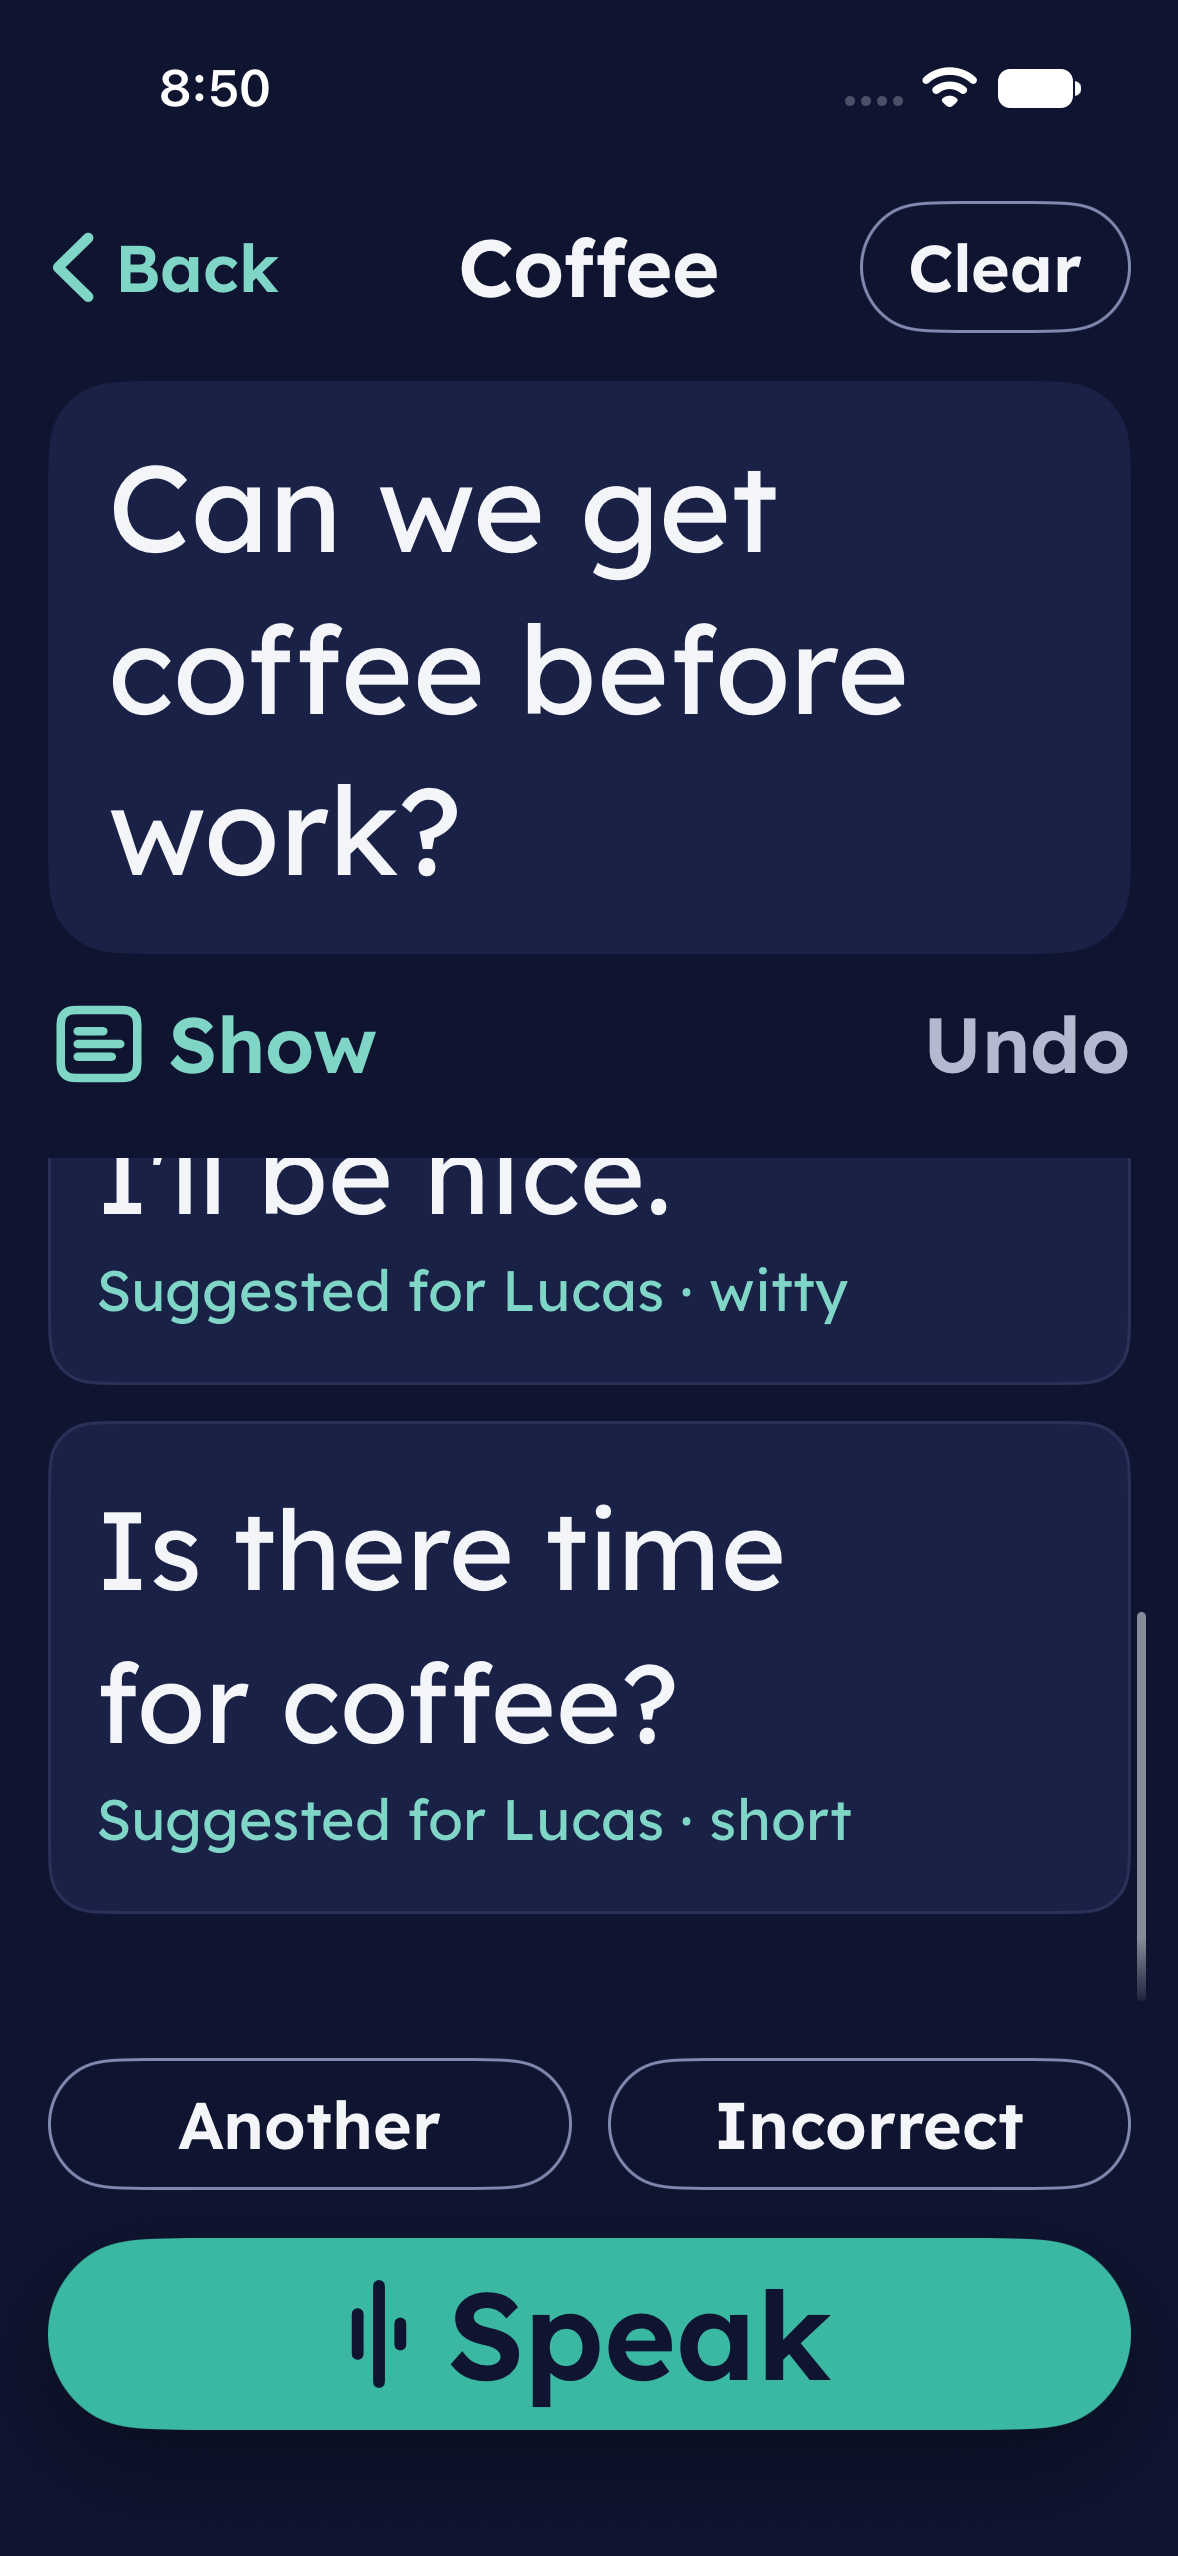 8:50
Back
Coffee
Clear
Can we get
coffee before
work?
Show
Undo
I'll be nice.
Suggested for Lucas · witty
Is there time
for coffee?
Suggested for Lucas · short
Another
Incorrect
Speak